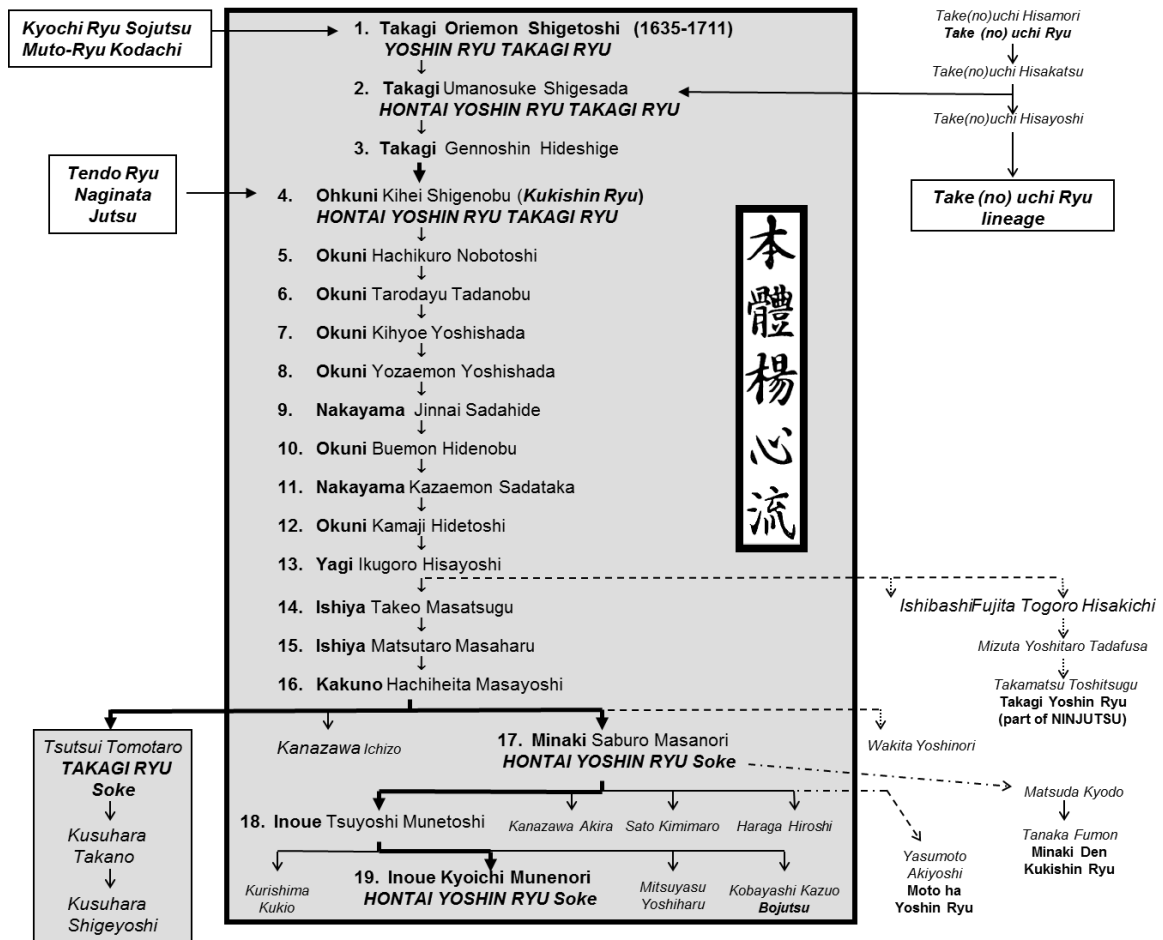 Kyochi Ryu Sojutsu
Muto-Ryu Kodachi
1. Takagi Oriemon Shigetoshi (1635-1711)
YOSHIN RYU TAKAGI RYU
2. Takagi Umanosuke Shigesada
HONTAI YOSHIN RYU TAKAGI RYU
3. Takagi Gennoshin Hideshige
Take(no)uchi Hisamori
Take (no) uchi Ryu
Take(no)uchi Hisakatsu
Take(no)uchi Hisayoshi
Take (no) uchi Ryu
lineage
Tendo Ryu
Naginata
Jutsu
4. Ohkuni Kihei Shigenobu (Kukishin Ryu)
HONTAI YOSHIN RYU TAKAGI RYU
5. Okuni Hachikuro Nobotoshi
6. Okuni Tarodayu Tadanobu
7. Okuni Kihyoe Yoshishada
8. Okuni Yozaemon Yoshishada
9. Nakayama Jinnai Sadahide
10. Okuni Buemon Hidenobu
11. Nakayama Kazaemon Sadataka
12. Okuni Kamaji Hidetoshi
13. Yagi Ikugoro Hisayoshi
14. Ishiya Takeo Masatsugu
15. Ishiya Matsutaro Masaharu
16. Kakuno Hachiheita Masayoshi
本體楊心流
Ishibashi
Fujita Togoro Hisakichi
Mizuta Yoshitaro Tadafusa
Takamatsu Toshitsugu
Takagi Yoshin Ryu
(part of NINJUTSU)
Tsutsui Tomotaro
TAKAGI RYU
Soke
Kusuhara
Takano
Kusuhara
Shigeyoshi
Kanazawa Ichizo
17. Minaki Saburo Masanori
HONTAI YOSHIN RYU Soke
Wakita Yoshinori
Matsuda Kyodo
Tanaka Fumon
Minaki Den
Kukishin Ryu
18. Inoue Tsuyoshi Munetoshi
Kanazawa Akira
Sato Kimimaro
Haraga Hiroshi
Yasumoto
Akiyoshi
Moto ha
Yoshin Ryu
Kurishima
Kukio
19. Inoue Kyoichi Munenori
HONTAI YOSHIN RYU Soke
Mitsuyasu
Yoshiharu
Kobayashi Kazuo
Bojutsu